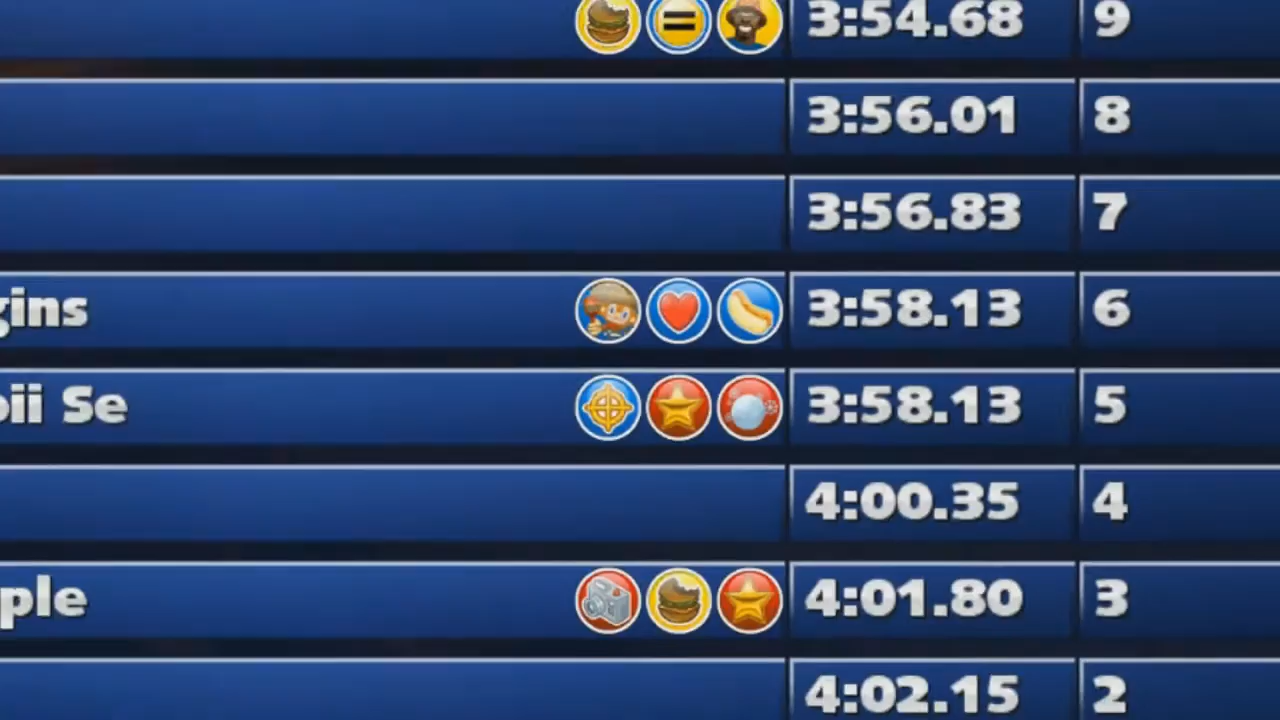 3:54.68 9
3:56.01 8
3:56.83 7
gins 3:58.13 6
ii Se 3:58.13 5
4:00.35 4
ple 4:01.80 3
4:02.15 2